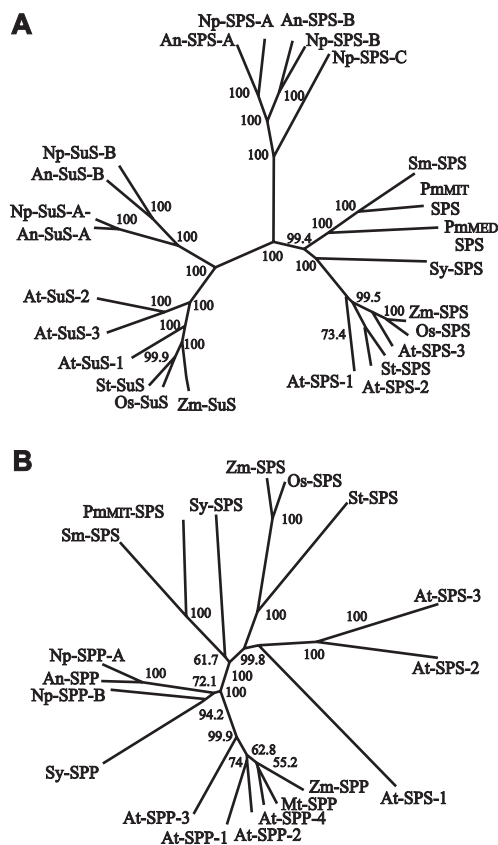 A
Np-SPS-A An-SPS-B
An-SPS-A Np-SPS-B
Np-SPS-C
100
100
100
100
Np-SuS-B
An-SuS-B
Sm-SPS
PmMIT
SPS
100
Np-SuS-A-
100
100
100
PmMED
SPS
An-SuS-A
100
99.4
100
100
100
Sy-SPS
At-SuS-2
100
100
99.5
100
Zm-SPS
At-SuS-3
100
73.4
Os-SPS
100
At-SPS-3
At-SuS-1
99.9
St-SPS
St-SuS
At-SPS-1
At-SPS-2
Os-SuS
Zm-SuS
B
Zm-SPS
Os-SPS
PmMIT-SPS
Sy-SPS
St-SPS
Sm-SPS
100
At-SPS-3
100
100
100
61.7
99.8
100
Np-SPP-A
At-SPS-2
An-SPP
100
72.1
100
100
Np-SPP-B
94.2
99.9
Sy-SPP
62.8
74
55.2
Zm-SPP
At-SPS-1
Mt-SPP
At-SPP-3
At-SPP-4
At-SPP-1
At-SPP-2